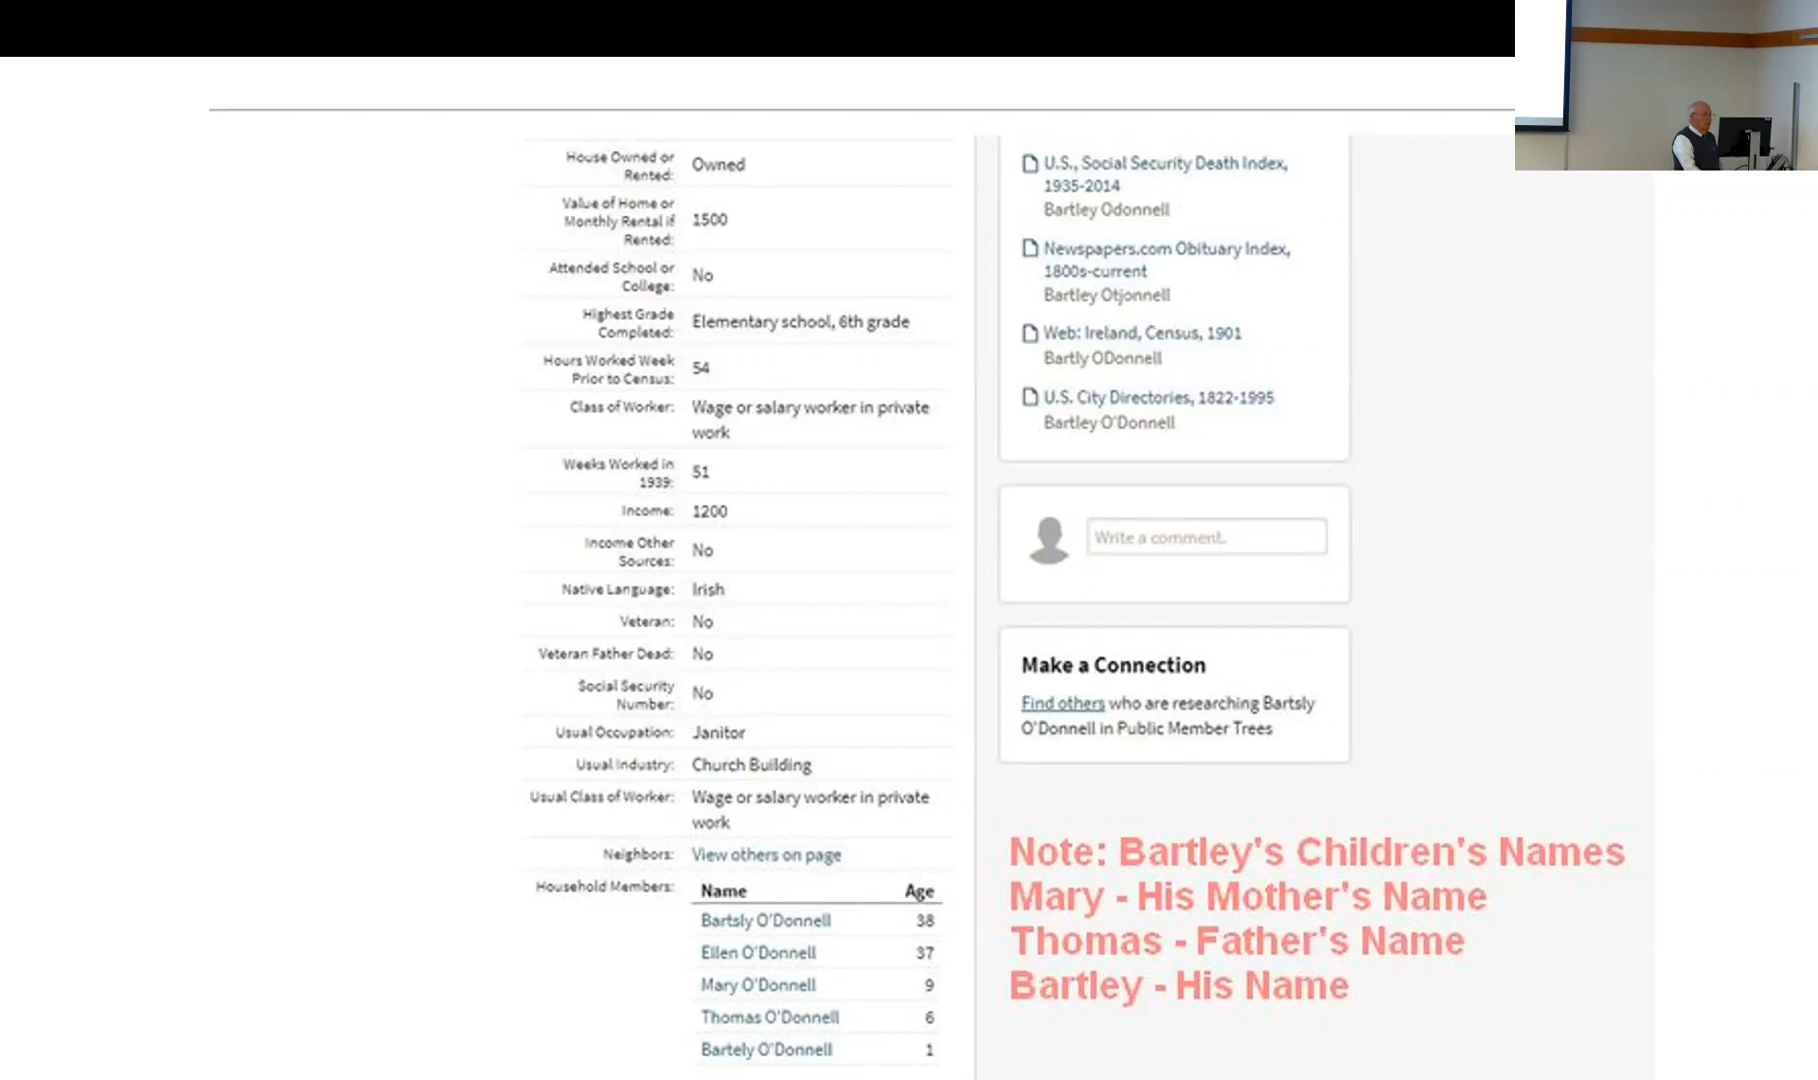 House Owned or
Rented:
Owned
Value of Home or
Monthly Rental if
Rented:
1500
Attended School or
College:
No
Highest Grade
Completed:
Elementary school, 6th grade
Hours Worked Week
Prior to Census:
54
Class of Worker:
Wage or salary worker in private
work
Weeks Worked in
1939:
51
Income:
1200
Income Other
Sources:
No
Native Language:
Irish
Veteran:
No
Veteran Father Dead:
No
Social Security
Number:
No
Usual Occupation:
Janitor
Usual Industry:
Church Building
Usual Class of Worker:
Wage or salary worker in private
work
Neighbors:
View others on page
Household Members:
Name Age
Bartsly O'Donnell 38
Ellen O'Donnell 37
Mary O'Donnell 9
Thomas O'Donnell 6
Bartely O'Donnell 1
U.S., Social Security Death Index,
1935-2014
Bartley Odonnell
Newspapers.com Obituary Index,
1800s-current
Bartley Otjonnell
Web: Ireland, Census, 1901
Bartly ODonnell
U.S. City Directories, 1822-1995
Bartley O'Donnell
Write a comment.
Make a Connection
Find others who are researching Bartsly
O'Donnell in Public Member Trees
Note: Bartley's Children's Names
Mary - His Mother's Name
Thomas - Father's Name
Bartley - His Name